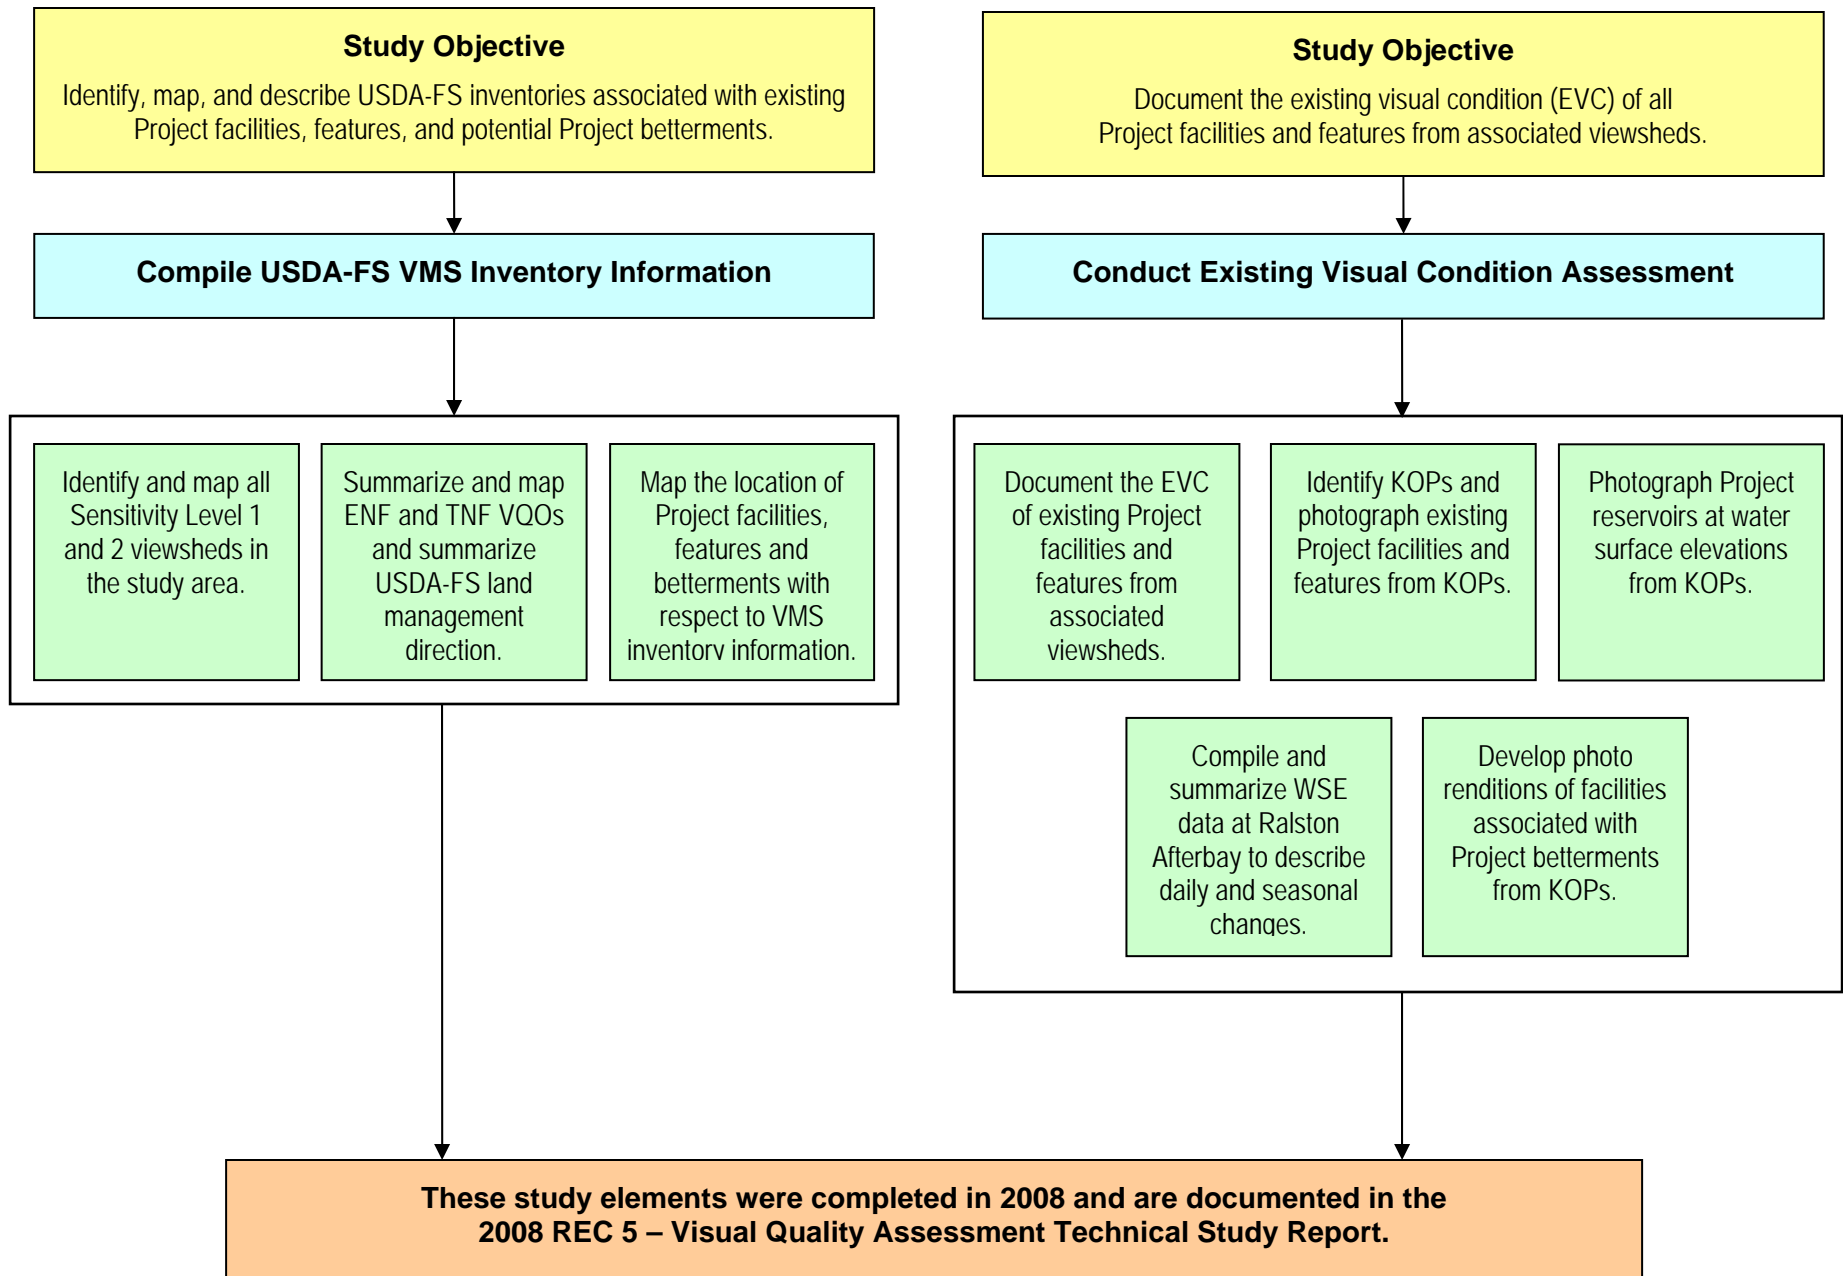 Study Objective
Identify, map, and describe USDA-FS inventories associated with existing
Project facilities, features, and potential Project betterments.
Study Objective
Document the existing visual condition (EVC) of all
Project facilities and features from associated viewsheds.
Compile USDA-FS VMS Inventory Information
Conduct Existing Visual Condition Assessment
Identify and map all
Sensitivity Level 1
and 2 viewsheds in
the study area.
Summarize and map
ENF and TNF VQOs
and summarize
USDA-FS land
management
direction.
Map the location of
Project facilities,
features and
betterments with
respect to VMS
inventory information.
Document the EVC
of existing Project
facilities and
features from
associated
viewsheds.
Identify KOPs and
photograph existing
Project facilities and
features from KOPs.
Photograph Project
reservoirs at water
surface elevations
from KOPs.
Compile and
summarize WSE
data at Ralston
Afterbay to describe
daily and seasonal
changes.
Develop photo
renditions of facilities
associated with
Project betterments
from KOPs.
These study elements were completed in 2008 and are documented in the
2008 REC 5 – Visual Quality Assessment Technical Study Report.